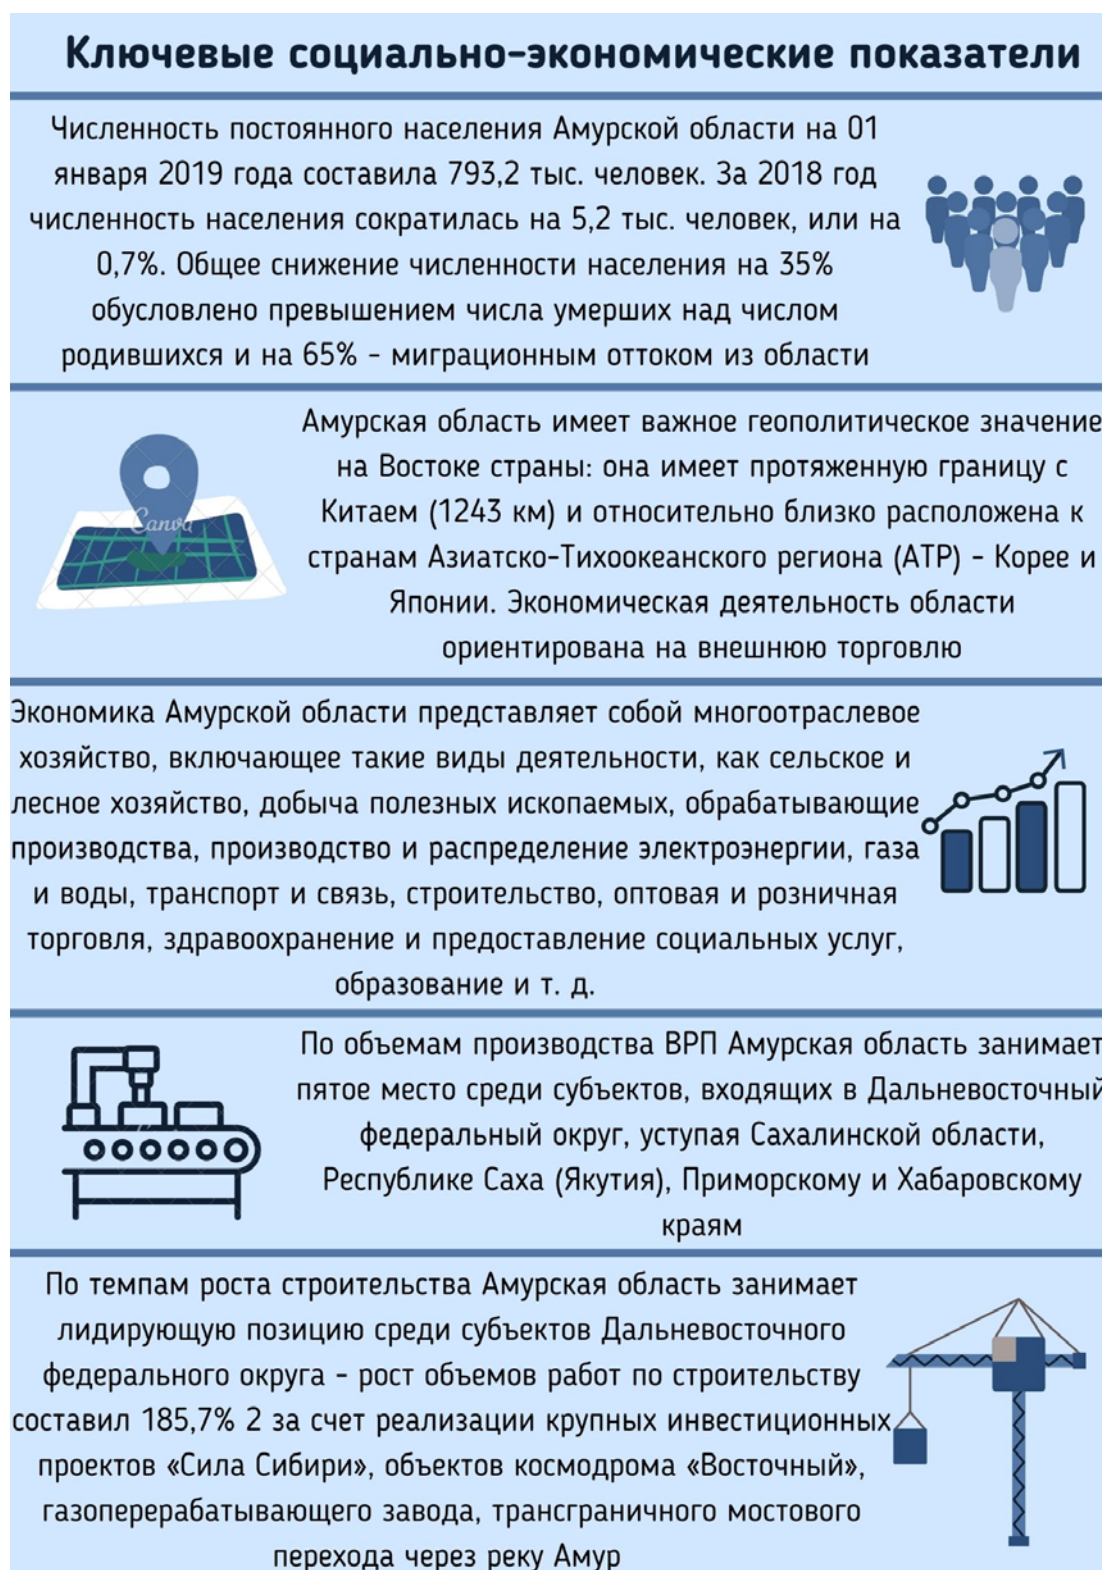 Ключевые социально-экономические показатели
Численность постоянного населения Амурской области на 01
января 2019 года составила 793,2 тыс. человек. За 2018 год
численность населения сократилась на 5,2 тыс. человек, или на
0,7%. Общее снижение численности населения на 35%
обусловлено превышением числа умерших над числом
родившихся и на 65% - миграционным оттоком из области
Амурская область имеет важное геополитическое значение
на Востоке страны: она имеет протяженную границу с
Китаем (1243 км) и относительно близко расположена к
странам Азиатско-Тихоокеанского региона (АТР) - Корее и
Японии. Экономическая деятельность области
ориентирована на внешнюю торговлю
Canva
Экономика Амурской области представляет собой многоотраслевое
хозяйство, включающее такие виды деятельности, как сельское и
лесное хозяйство, добыча полезных ископаемых, обрабатывающие
производства, производство и распределение электроэнергии, газа
и воды, транспорт и связь, строительство, оптовая и розничная
торговля, здравоохранение и предоставление социальных услуг,
образование и т. д.
По объемам производства ВРП Амурская область занимает
пятое место среди субъектов, входящих в Дальневосточный
федеральный округ, уступая Сахалинской области,
Республике Саха (Якутия), Приморскому и Хабаровскому
краям
По темпам роста строительства Амурская область занимает
лидирующую позицию среди субъектов Дальневосточного
федерального округа - рост объемов работ по строительству
составил 185,7% 2 за счет реализации крупных инвестиционных
проектов «Сила Сибири», объектов космодрома «Восточный»,
газоперерабатывающего завода, трансграничного мостового
перехода через реку Амур